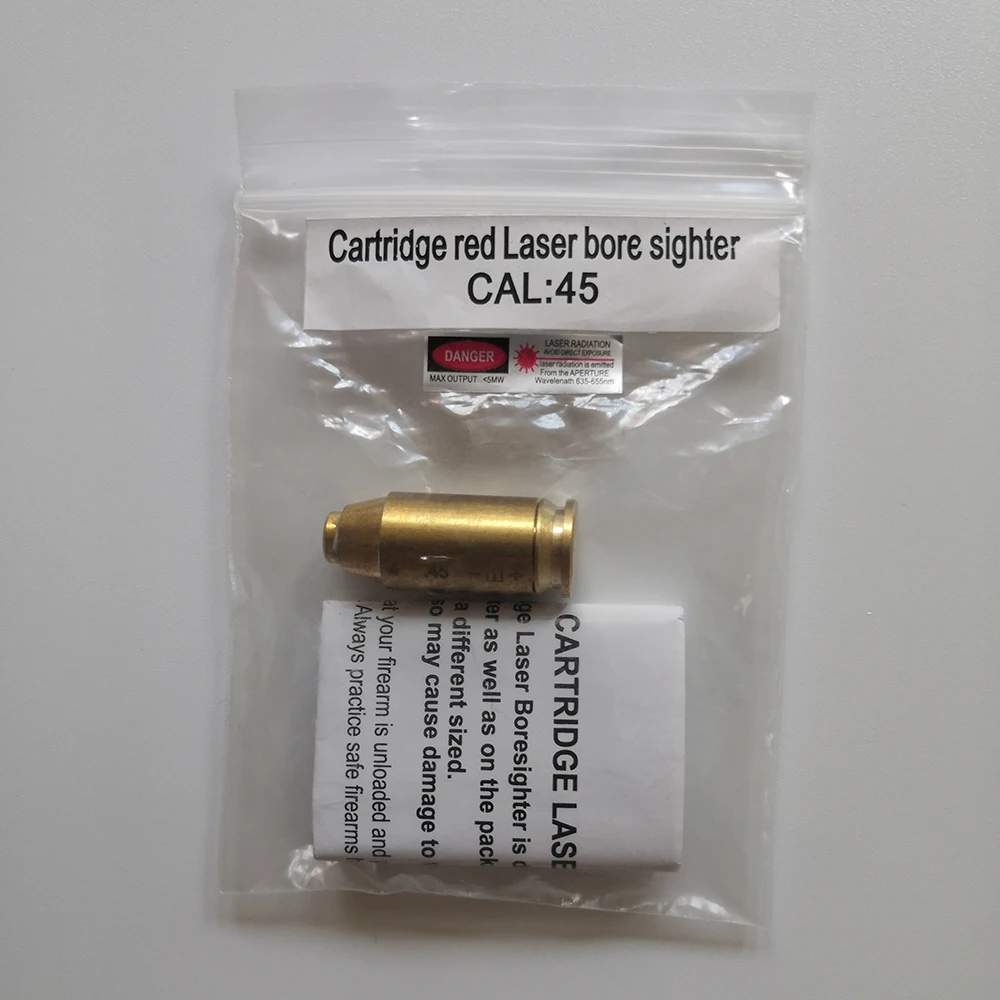 Cartridge red Laser bore sighter
CAL:45
DANGER
MAX OUTPUT <5MW
LASER RADIATION
AVOID DIRECT EXPOSURE
laser radiation is emitted
From the APERTURE
Wavelenath 635-655nm
.45 - +
CARTRIDGE LASE
ge Laser Boresighter is
ter as well as on the pack
a different sized.
so may cause damage to
at your firearm is unloaded and
Always practice safe firearms